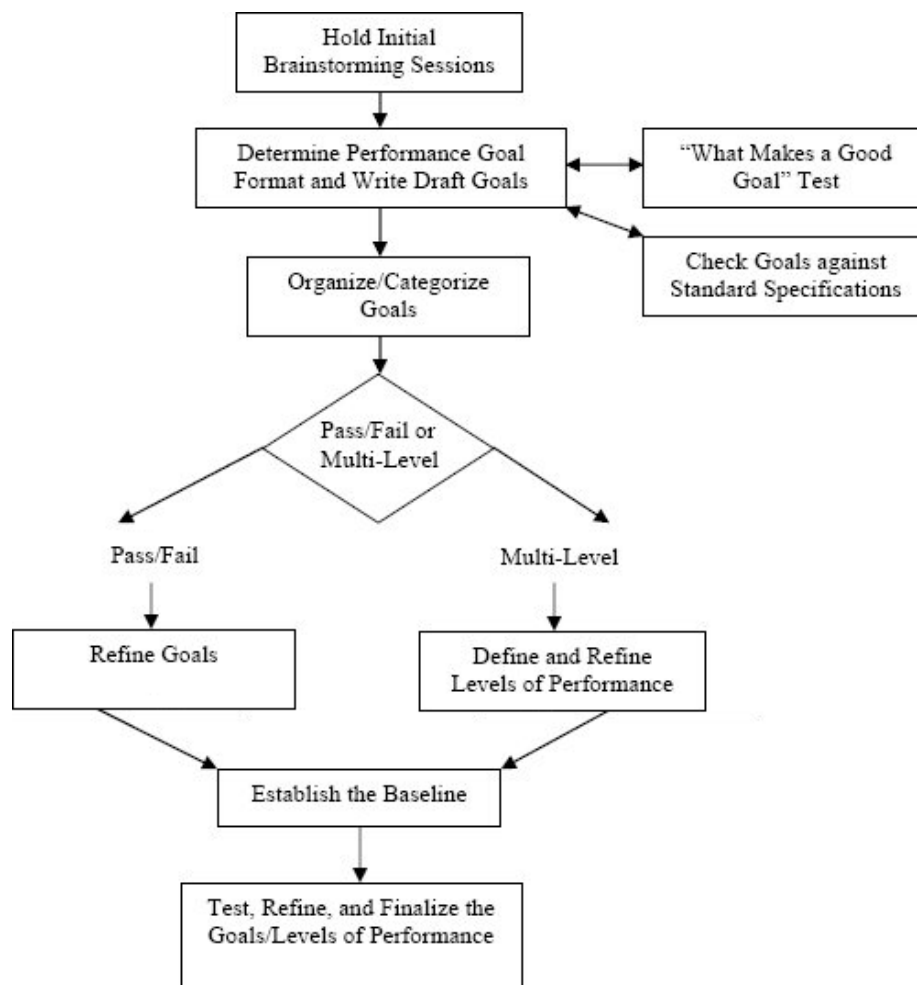 Hold Initial
Brainstorming Sessions
Determine Performance Goal
Format and Write Draft Goals
“What Makes a Good
Goal” Test
Check Goals against
Standard Specifications
Organize/Categorize
Goals
Pass/Fail or
Multi-Level
Pass/Fail
Multi-Level
Refine Goals
Define and Refine
Levels of Performance
Establish the Baseline
Test, Refine, and Finalize the
Goals/Levels of Performance